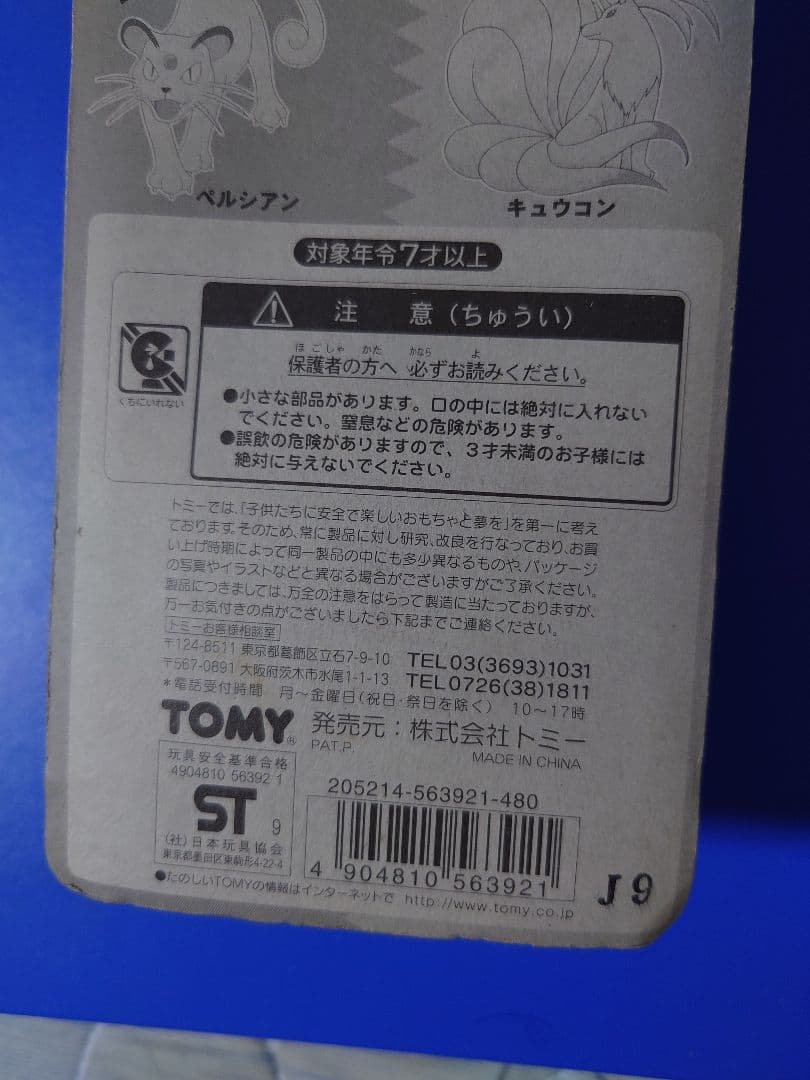 ペルシアン
キュウコン
対象年令7才以上
注 意(ちゅうい)
保護者の方へ 必ずお読みください。
ほごしゃ かた かなら よ
くちにいれない
●小さな部品があります。口の中には絶対に入れない
でください。窒息などの危険があります。
●誤飲の危険がありますので、3才未満のお子様には
絶対に与えないでください。
トミーでは、「子供たちに安全で楽しいおもちゃと夢を」を第一に考え
ております。そのため、常に製品に対し研究、改良を行なっており、お買
い上げ時期によって同一製品の中にも多少異なるものや、パッケージ
の写真やイラストなどと異なる場合がございますがご了承ください。
製品につきましては、万全の注意をはらって製造に当たっておりますが、
万一お気付きの点がございましたら下記までご連絡ください。
トミーお客様相談室
〒124-8511 東京都葛飾区立石7-9-10 TEL03(3693)1031
〒567-0891 大阪府茨木市水尾1-1-13 TEL0726(38)1811
*電話受付時間 月~金曜日(祝日・祭日を除く) 10~17時
TOMY® 発売元:株式会社トミー
PAT.P. MADE IN CHINA
玩具安全基準合格
4904810 56392 1
ST 9
(社)日本玩具協会
東京都墨田区東駒形4-22-4
205214-563921-480
4 904810 563921
J 9
●たのしいTOMYの情報はインターネットで http://www.tomy.co.jp